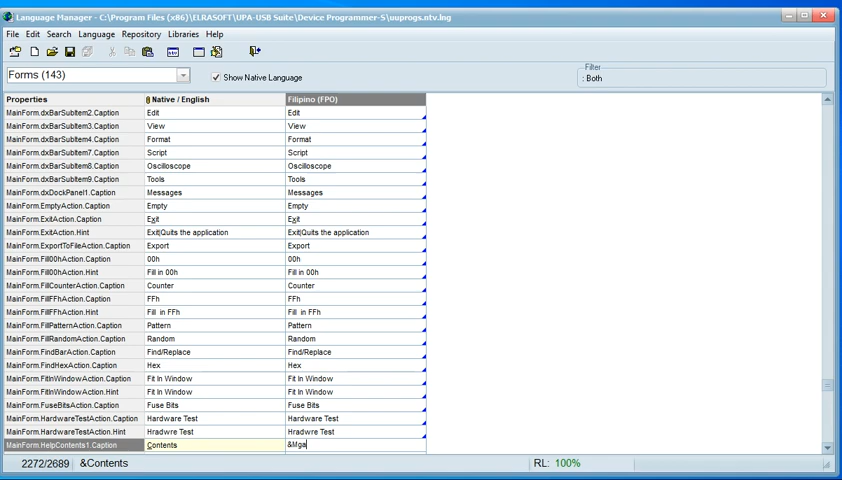 Language Manager - C:\Program Files (x86)\ELRASOFT\UPA-USB Suite\Device Programmer-S\uuprogs.ntv.lng
File Edit Search Language Repository Libraries Help
Forms (143) Show Native Language Filter
: Both
Properties Native / English Filipino (FPO)
MainForm.dxBarSubItem2.Caption Edit Edit
MainForm.dxBarSubItem3.Caption View View
MainForm.dxBarSubItem4.Caption Format Format
MainForm.dxBarSubItem7.Caption Script Script
MainForm.dxBarSubItem8.Caption Oscilloscope Oscilloscope
MainForm.dxBarSubItem9.Caption Tools Tools
MainForm.dxDockPanel1.Caption Messages Messages
MainForm.EmptyAction.Caption Empty Empty
MainForm.ExitAction.Caption Exit Exit
MainForm.ExitAction.Hint Exit|Quits the application Exit|Quits the application
MainForm.ExportToFileAction.Caption Export Export
MainForm.Fill00hAction.Caption 00h 00h
MainForm.Fill00hAction.Hint Fill in 00h Fill in 00h
MainForm.FillCounterAction.Caption Counter Counter
MainForm.FillFFhAction.Caption FFh FFh
MainForm.FillFFhAction.Hint Fill in FFh Fill in FFh
MainForm.FillPatternAction.Caption Pattern Pattern
MainForm.FillRandomAction.Caption Random Random
MainForm.FindBarAction.Caption Find/Replace Find/Replace
MainForm.FindHexAction.Caption Hex Hex
MainForm.FitInWindowAction.Caption Fit In Window Fit In Window
MainForm.FitInWindowAction.Hint Fit In Window Fit In Window
MainForm.FuseBitsAction.Caption Fuse Bits Fuse Bits
MainForm.HardwareTestAction.Caption Hardware Test Hardware Test
MainForm.HardwareTestAction.Hint Hradwre Test Hradwre Test
MainForm.HelpContents1.Caption Contents &Mga
2272/2689 &Contents RL: 100%